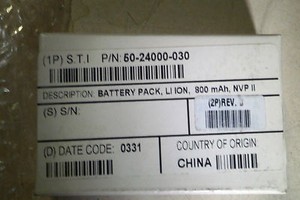 (1P) S.T.I P/N: 50-24000-030
DESCRIPTION: BATTERY PACK, LI ION, 800 mAh, NVP II
(S) S/N:
(2P)REV.
(D) DATE CODE: 0331
COUNTRY OF ORIGIN
CHINA